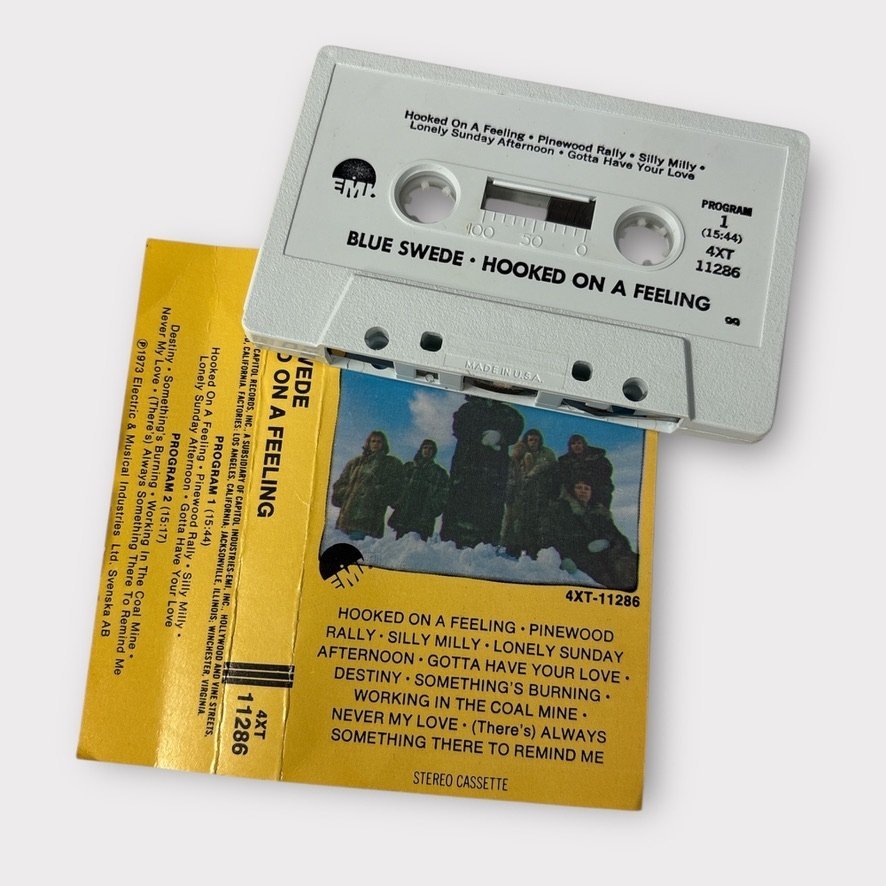 Hooked On A Feeling • Pinewood Rally • Silly Milly •
Lonely Sunday Afternoon • Gotta Have Your Love
EMI
PROGRAM
1
(15:44)
4XT
11286
100 50 0
BLUE SWEDE • HOOKED ON A FEELING
MADE IN U.S.A.
EMI
4XT-11286
HOOKED ON A FEELING • PINEWOOD
RALLY • SILLY MILLY • LONELY SUNDAY
AFTERNOON • GOTTA HAVE YOUR LOVE •
DESTINY • SOMETHING'S BURNING •
WORKING IN THE COAL MINE •
NEVER MY LOVE • (There's) ALWAYS
SOMETHING THERE TO REMIND ME
STEREO CASSETTE
ON A FEELING
4XT
11286
CAPITOL RECORDS, INC., A SUBSIDIARY OF CAPITOL INDUSTRIES-EMI, INC., HOLLYWOOD AND VINE STREETS,
CALIFORNIA. FACTORIES: LOS ANGELES, CALIFORNIA; JACKSONVILLE, ILLINOIS; WINCHESTER, VIRGINIA.
PROGRAM 1 (15:44)
Hooked On A Feeling • Pinewood Rally • Silly Milly •
Lonely Sunday Afternoon • Gotta Have Your Love
PROGRAM 2 (15:17)
Destiny • Something's Burning • Working In The Coal Mine •
Never My Love • (There's) Always Something There To Remind Me
℗1973 Electric & Musical Industries Ltd. Svenska AB